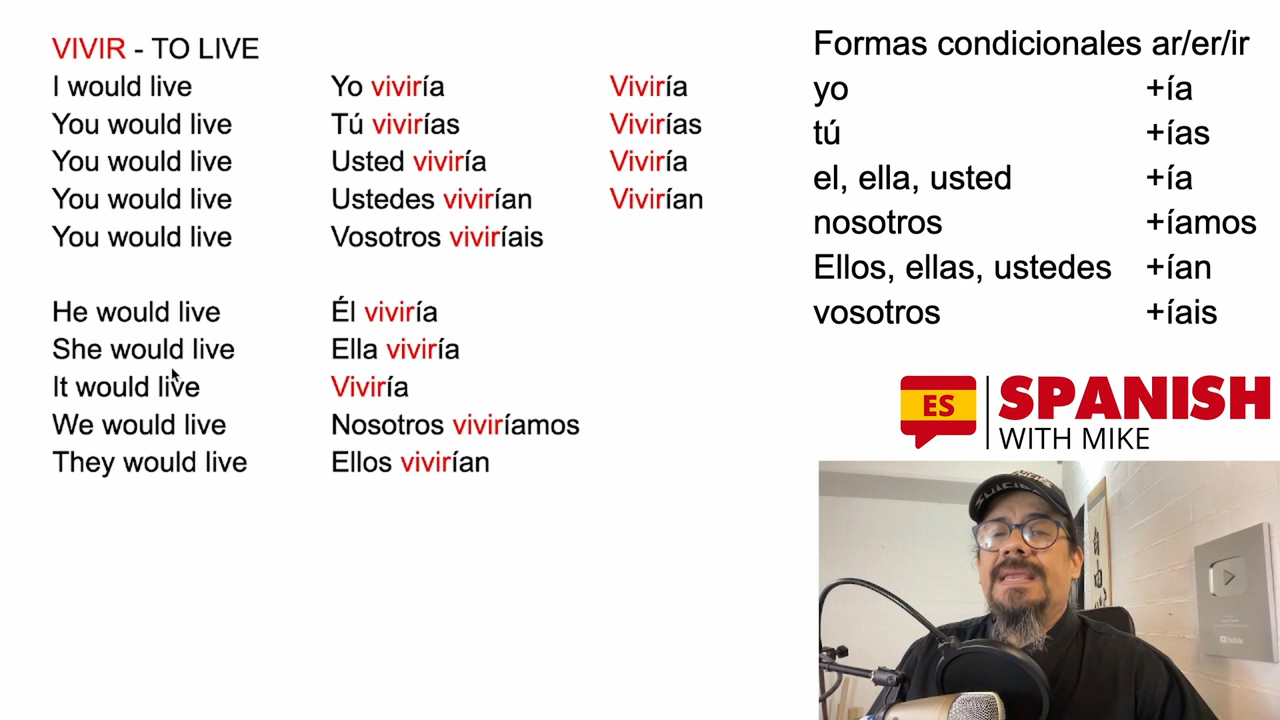 VIVIR - TO LIVE
I would live Yo viviría Viviría
You would live Tú vivirías Vivirías
You would live Usted viviría Viviría
You would live Ustedes vivirían Vivirían
You would live Vosotros viviríais
He would live Él viviría
She would live Ella viviría
It would live Viviría
We would live Nosotros viviríamos
They would live Ellos vivirían
Formas condicionales ar/er/ir
yo +ía
tú +ías
el, ella, usted +ía
nosotros +íamos
Ellos, ellas, ustedes +ían
vosotros +íais
ES
SPANISH
WITH MIKE
YouTube